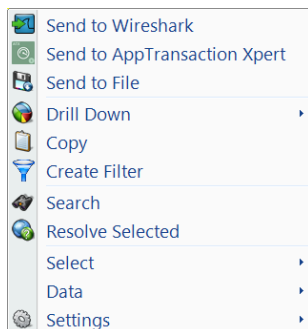 Send to Wireshark
Send to AppTransaction Xpert
Send to File
Drill Down
Copy
Create Filter
Search
Resolve Selected
Select
Data
Settings